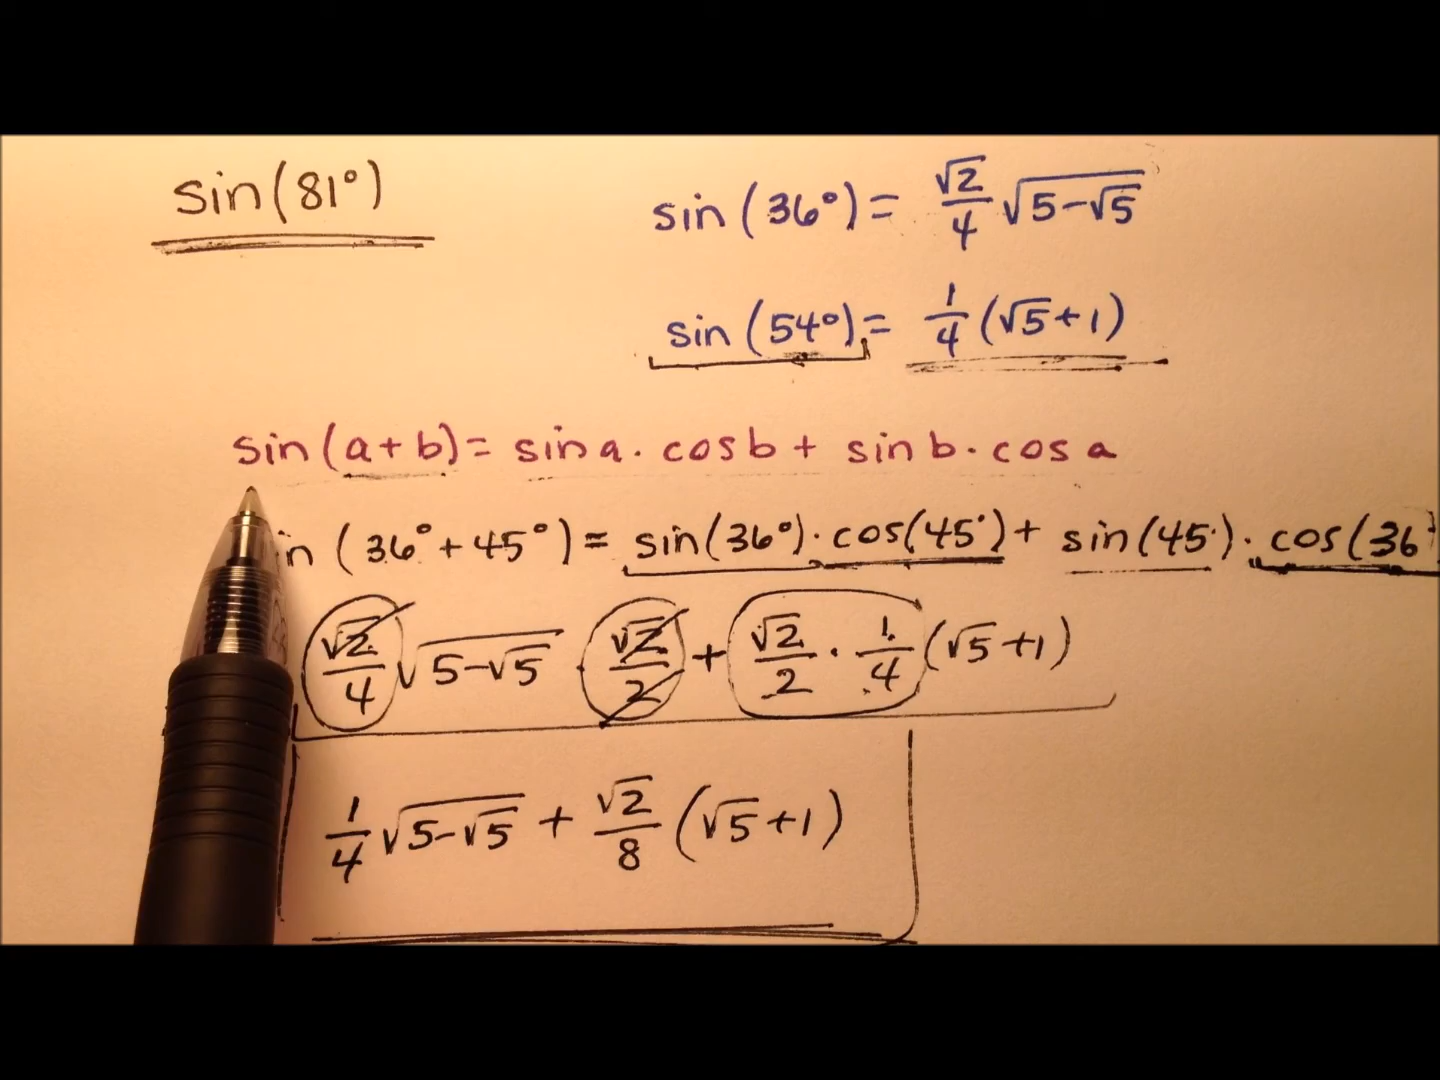 sin(81°)
sin(36°) = √2/4 √(5-√5)
sin(54°) = 1/4 (√5+1)
sin(a+b) = sin a · cos b + sin b · cos a
n (36°+45°) = sin(36°) · cos(45°) + sin(45°) · cos(36°
√2/4 √(5-√5) · √2/2 + √2/2 · 1/4 (√5+1)
1/4 √(5-√5) + √2/8 (√5+1)